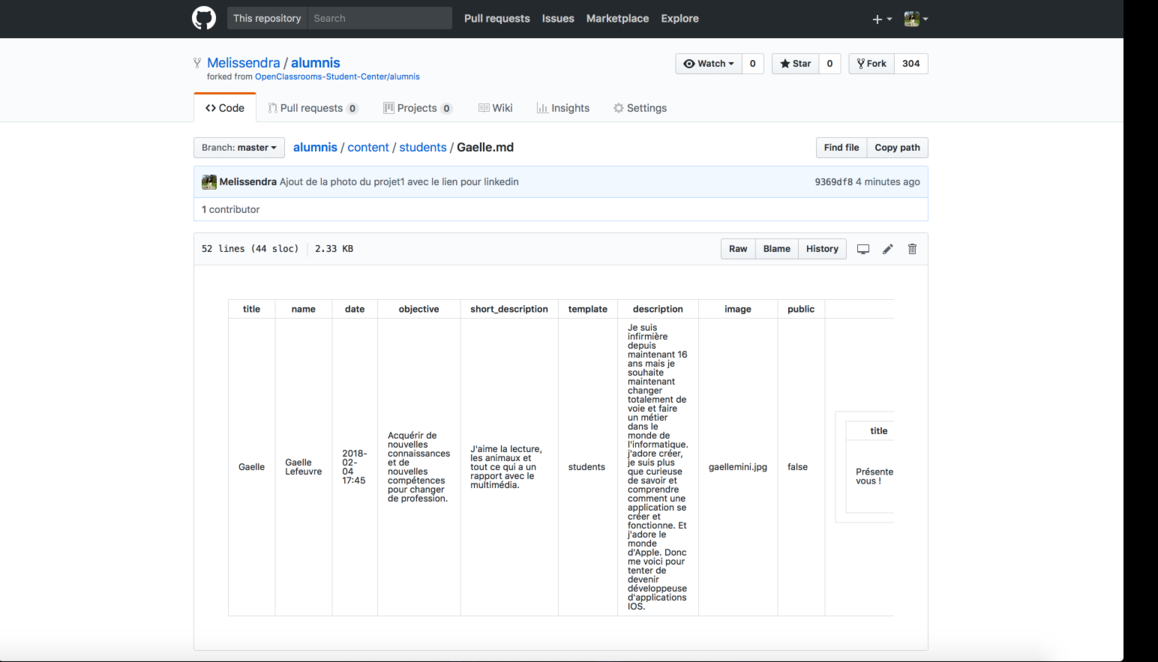 This repository Search Pull requests Issues Marketplace Explore
Melissendra / alumnis
forked from OpenClassrooms-Student-Center/alumnis
Watch 0 Star 0 Fork 304
Code Pull requests 0 Projects 0 Wiki Insights Settings
Branch: master alumnis / content / students / Gaelle.md Find file Copy path
Melissendra Ajout de la photo du projet1 avec le lien pour linkedin 9369df8 4 minutes ago
1 contributor
52 lines (44 sloc) 2.33 KB Raw Blame History
title name date objective short_description template description image public
Gaelle
Gaelle
Lefeuvre
2018-
02-
04
17:45
Acquérir de
nouvelles
connaissances
et de
nouvelles
compétences
pour changer
de profession.
J'aime la lecture,
les animaux et
tout ce qui a un
rapport avec le
multimédia.
students
Je suis
infirmière
depuis
maintenant 16
ans mais je
souhaite
maintenant
changer
totalement de
voie et faire
un métier
dans le
monde de
l'informatique.
j'adore créer,
je suis plus
que curieuse
de savoir et
comprendre
comment une
application se
créer et
fonctionne. Et
j'adore le
monde
d'Apple. Donc
me voici pour
tenter de
devenir
développeuse
d'applications
IOS.
gaellemini.jpg
false
title
Présente
vous !